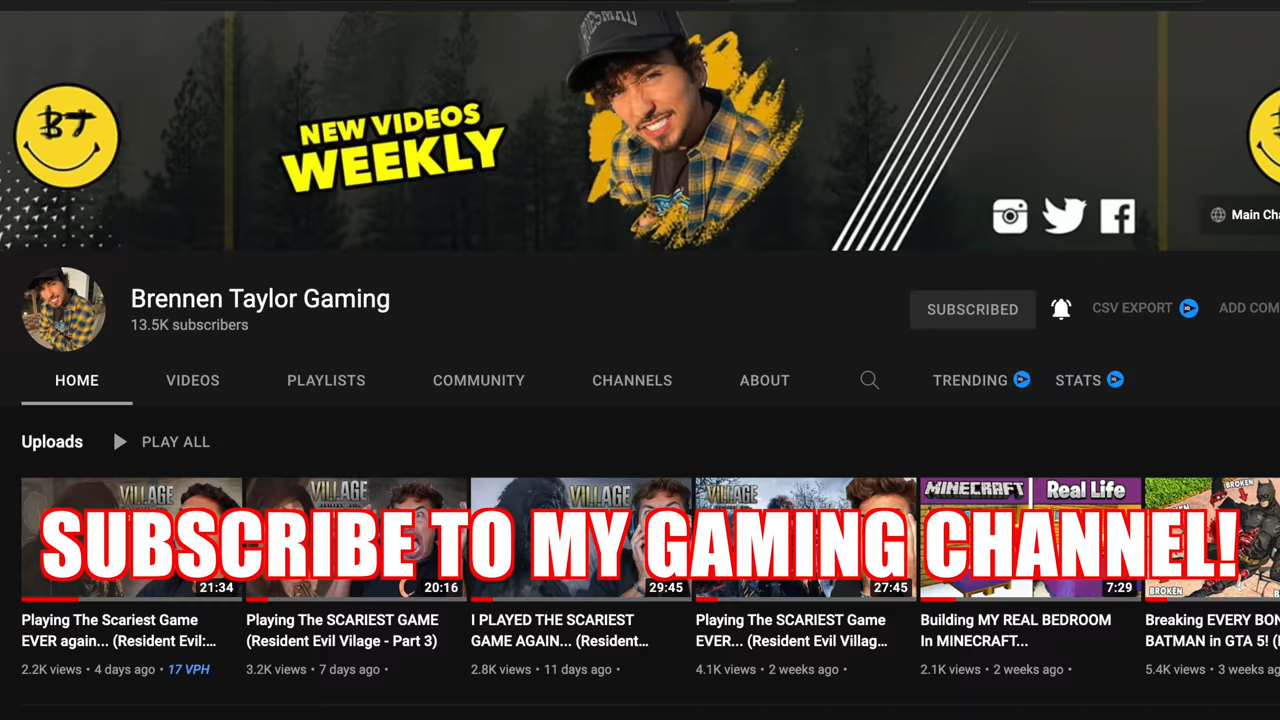 BT
NEW VIDEOS
WEEKLY
Main Cha
Brennen Taylor Gaming
13.5K subscribers
SUBSCRIBED
CSV EXPORT
ADD COM
HOME
VIDEOS
PLAYLISTS
COMMUNITY
CHANNELS
ABOUT
TRENDING
STATS
Uploads
PLAY ALL
VILLAGE
VILLAGE
VILLAGE
VILLAGE
MINECRAFT
Real Life
BROKEN
SUBSCRIBE TO MY GAMING CHANNEL!
21:34
20:16
29:45
27:45
7:29
BROKEN
Playing The Scariest Game
EVER again... (Resident Evil:...
2.2K views • 4 days ago • 17 VPH
Playing The SCARIEST GAME
(Resident Evil Vilage - Part 3)
3.2K views • 7 days ago •
I PLAYED THE SCARIEST
GAME AGAIN... (Resident...
2.8K views • 11 days ago •
Playing The SCARIEST Game
EVER... (Resident Evil Villag...
4.1K views • 2 weeks ago •
Building MY REAL BEDROOM
In MINECRAFT...
2.1K views • 2 weeks ago •
Breaking EVERY BON
BATMAN in GTA 5! (
5.4K views • 3 weeks ag